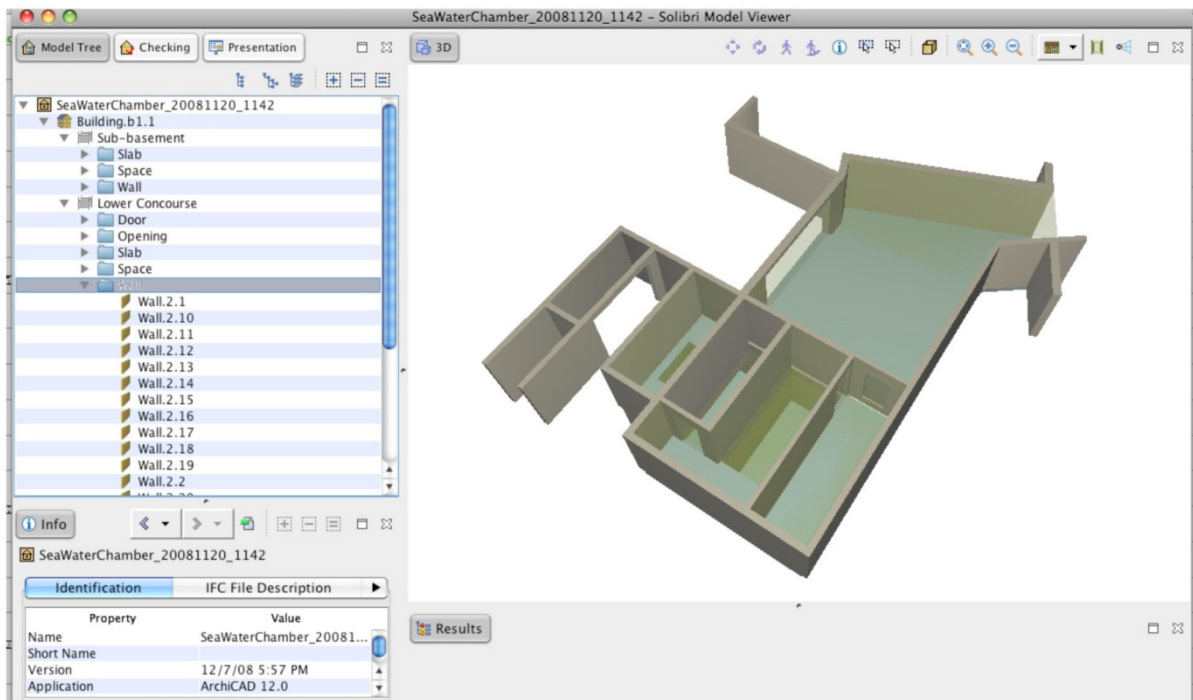 SeaWaterChamber_20081120_1142 – Solibri Model Viewer
Model Tree Checking Presentation
3D
SeaWaterChamber_20081120_1142
Building.b1.1
Sub-basement
Slab
Space
Wall
Lower Concourse
Door
Opening
Slab
Space
Wall
Wall.2.1
Wall.2.10
Wall.2.11
Wall.2.12
Wall.2.13
Wall.2.14
Wall.2.15
Wall.2.16
Wall.2.17
Wall.2.18
Wall.2.19
Wall.2.2
Info
SeaWaterChamber_20081120_1142
Identification IFC File Description
Property Value
Name SeaWaterChamber_20081...
Short Name
Version 12/7/08 5:57 PM
Application ArchiCAD 12.0
Results